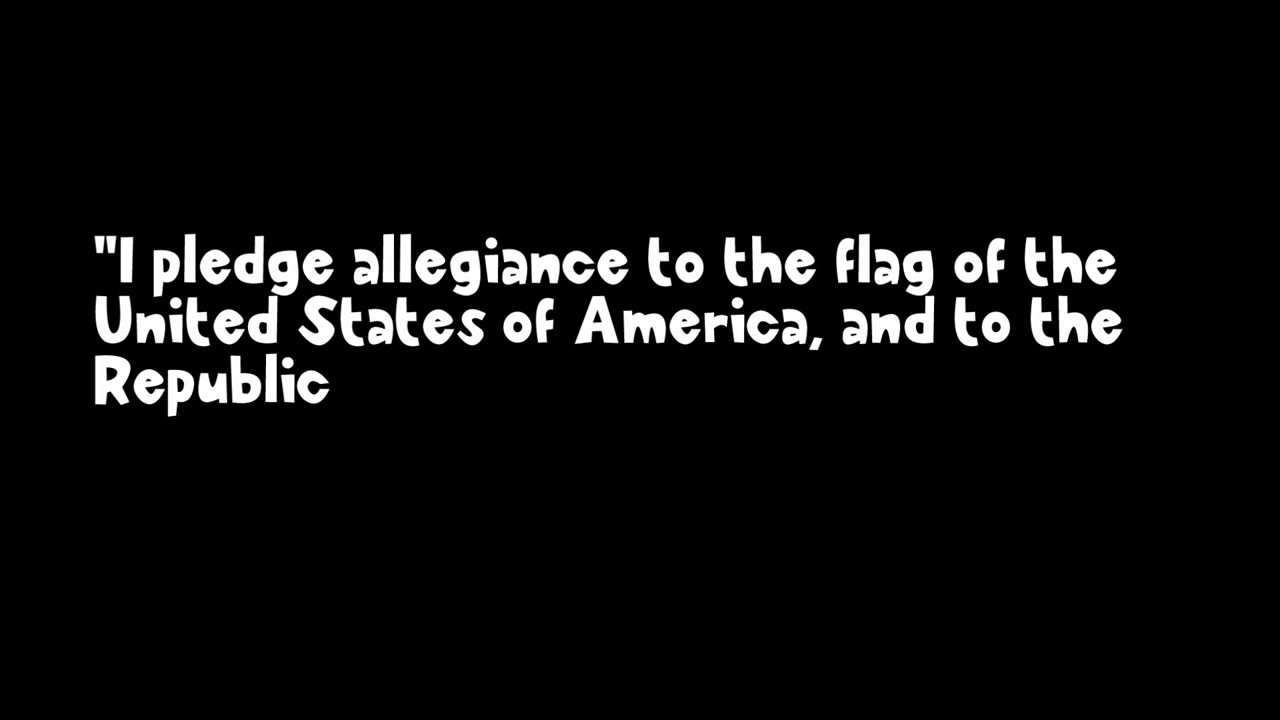 "I pledge allegiance to the flag of the
United States of America, and to the
Republic